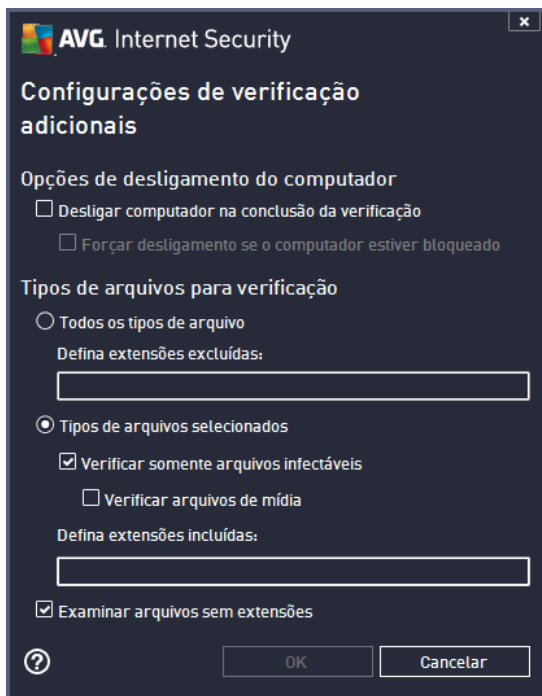 AVG. Internet Security
Configurações de verificação
adicionais
Opções de desligamento do computador
Desligar computador na conclusão da verificação
Forçar desligamento se o computador estiver bloqueado
Tipos de arquivos para verificação
Todos os tipos de arquivo
Defina extensões excluídas:
Tipos de arquivos selecionados
Verificar somente arquivos infectáveis
Verificar arquivos de mídia
Defina extensões incluídas:
Examinar arquivos sem extensões
OK
Cancelar